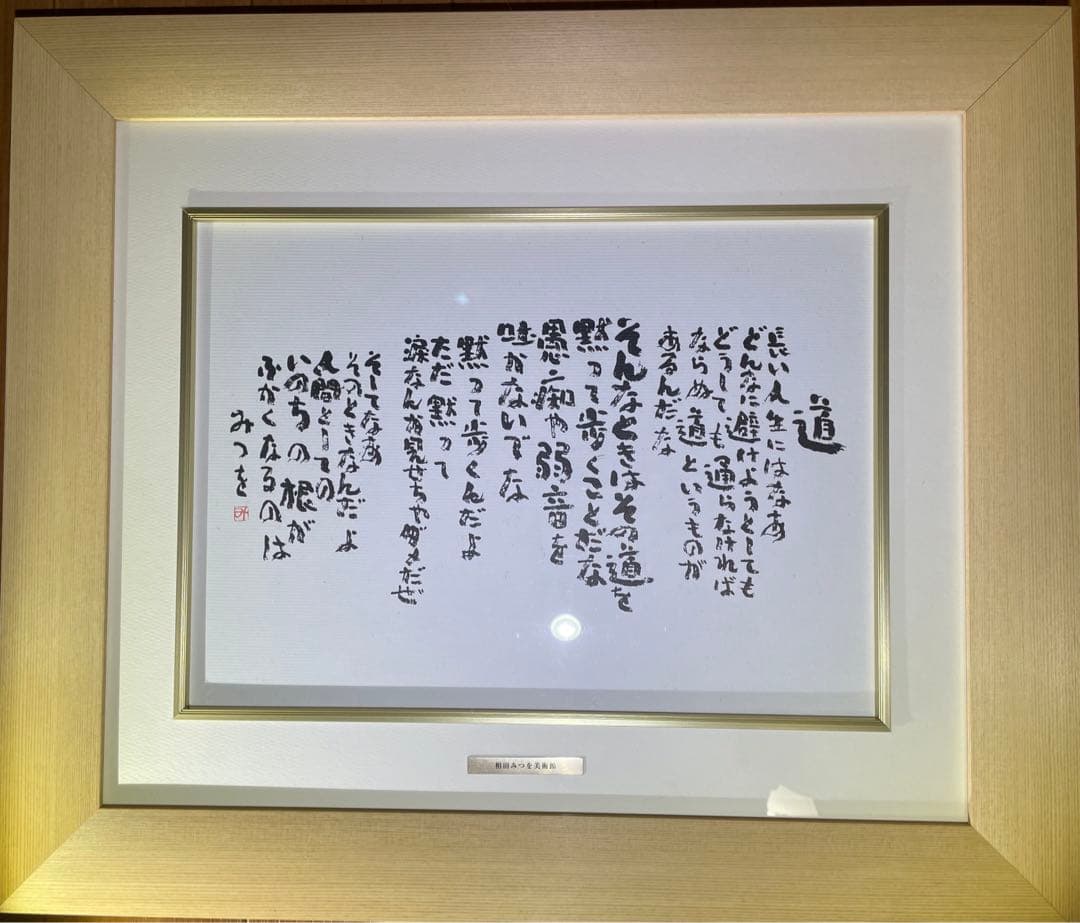 道
長い人生にはなあ
どんなに避けようとしても
どうしても通らなければ
ならぬ道というものが
あるんだな
そんなときはその道を
黙って歩くことだな
愚痴や弱音を
吐かないでな
黙って歩くんだよ
ただ黙って
涙なんか見せちゃダメだぜ
そしてなあ
そのときなんだよ
人間としての
いのちの根が
ふかくなるのは
みつを
相田みつを美術館